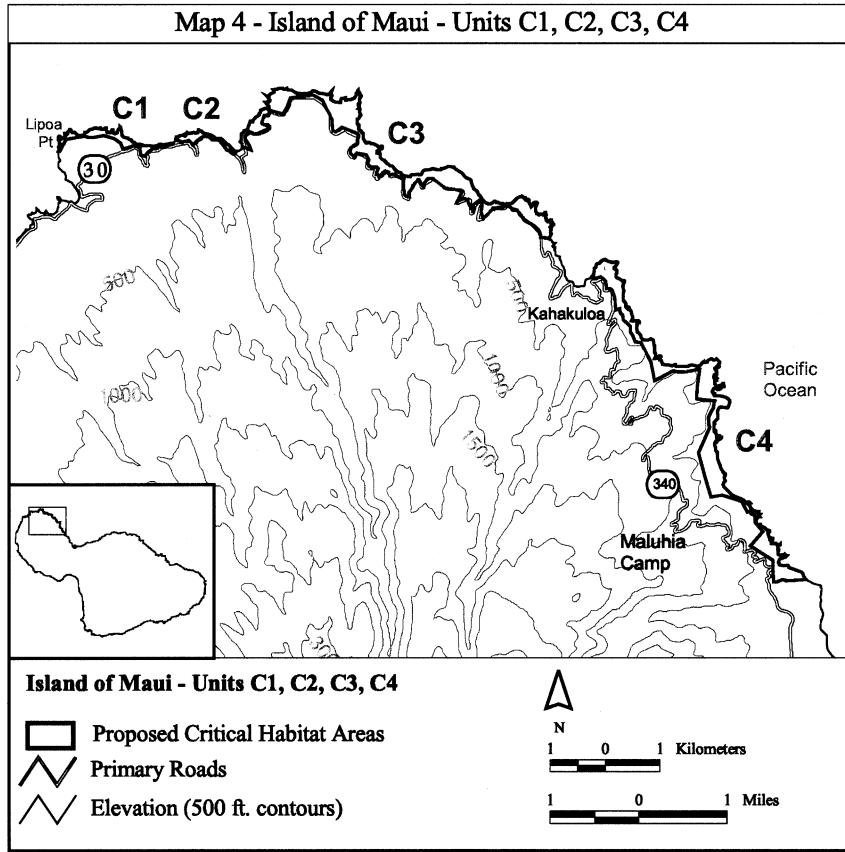 Map 4 - Island of Maui - Units C1, C2, C3, C4
C1
C2
Lipoa
Pt
C3
30
500
500
Kahakuloa
1000
1000
Pacific
Ocean
1500
C4
340
Maluhia
Camp
Island of Maui - Units C1, C2, C3, C4
Proposed Critical Habitat Areas
Primary Roads
Elevation (500 ft. contours)
N
1 0 1 Kilometers
1 0 1 Miles